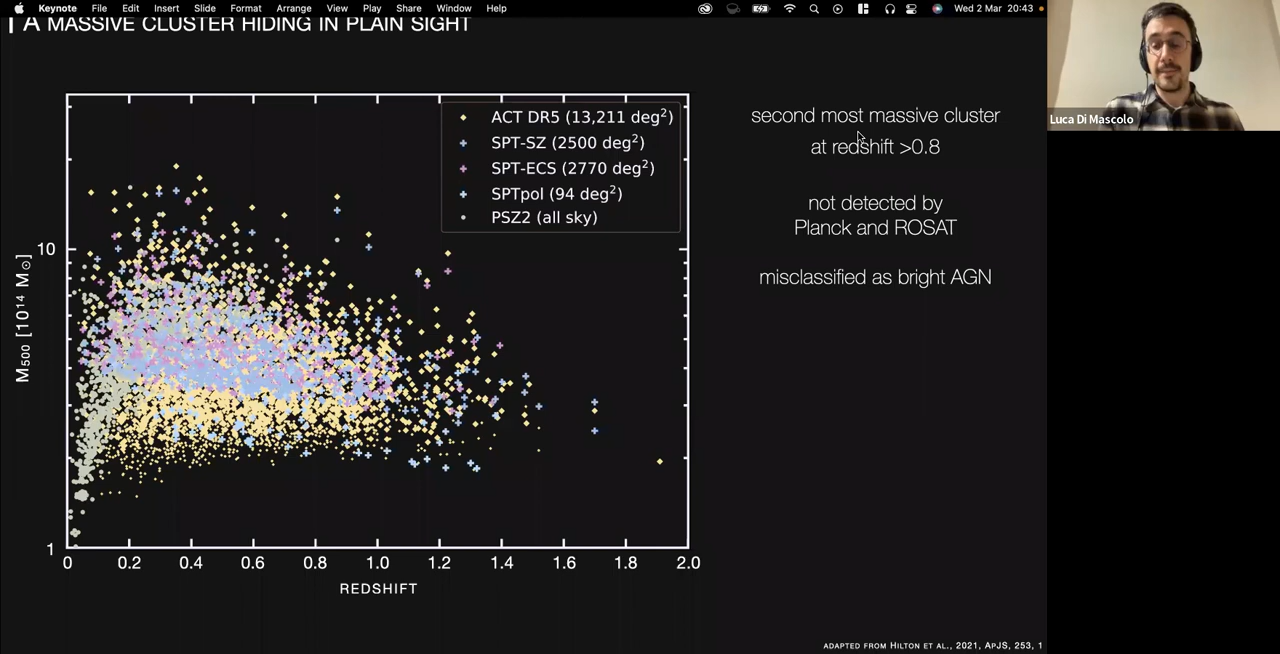 Keynote File Edit Insert Slide Format Arrange View Play Share Window Help
Wed 2 Mar 20:43
A MASSIVE CLUSTER HIDING IN PLAIN SIGHT
Luca Di Mascolo
ACT DR5 (13,211 deg²)
SPT-SZ (2500 deg²)
SPT-ECS (2770 deg²)
SPTpol (94 deg²)
PSZ2 (all sky)
second most massive cluster
at redshift >0.8
not detected by
Planck and ROSAT
misclassified as bright AGN
M₅₀₀ [10¹⁴ M☉]
10
1
0 0.2 0.4 0.6 0.8 1.0 1.2 1.4 1.6 1.8 2.0
REDSHIFT
ADAPTED FROM HILTON ET AL., 2021, APJS, 253, 1